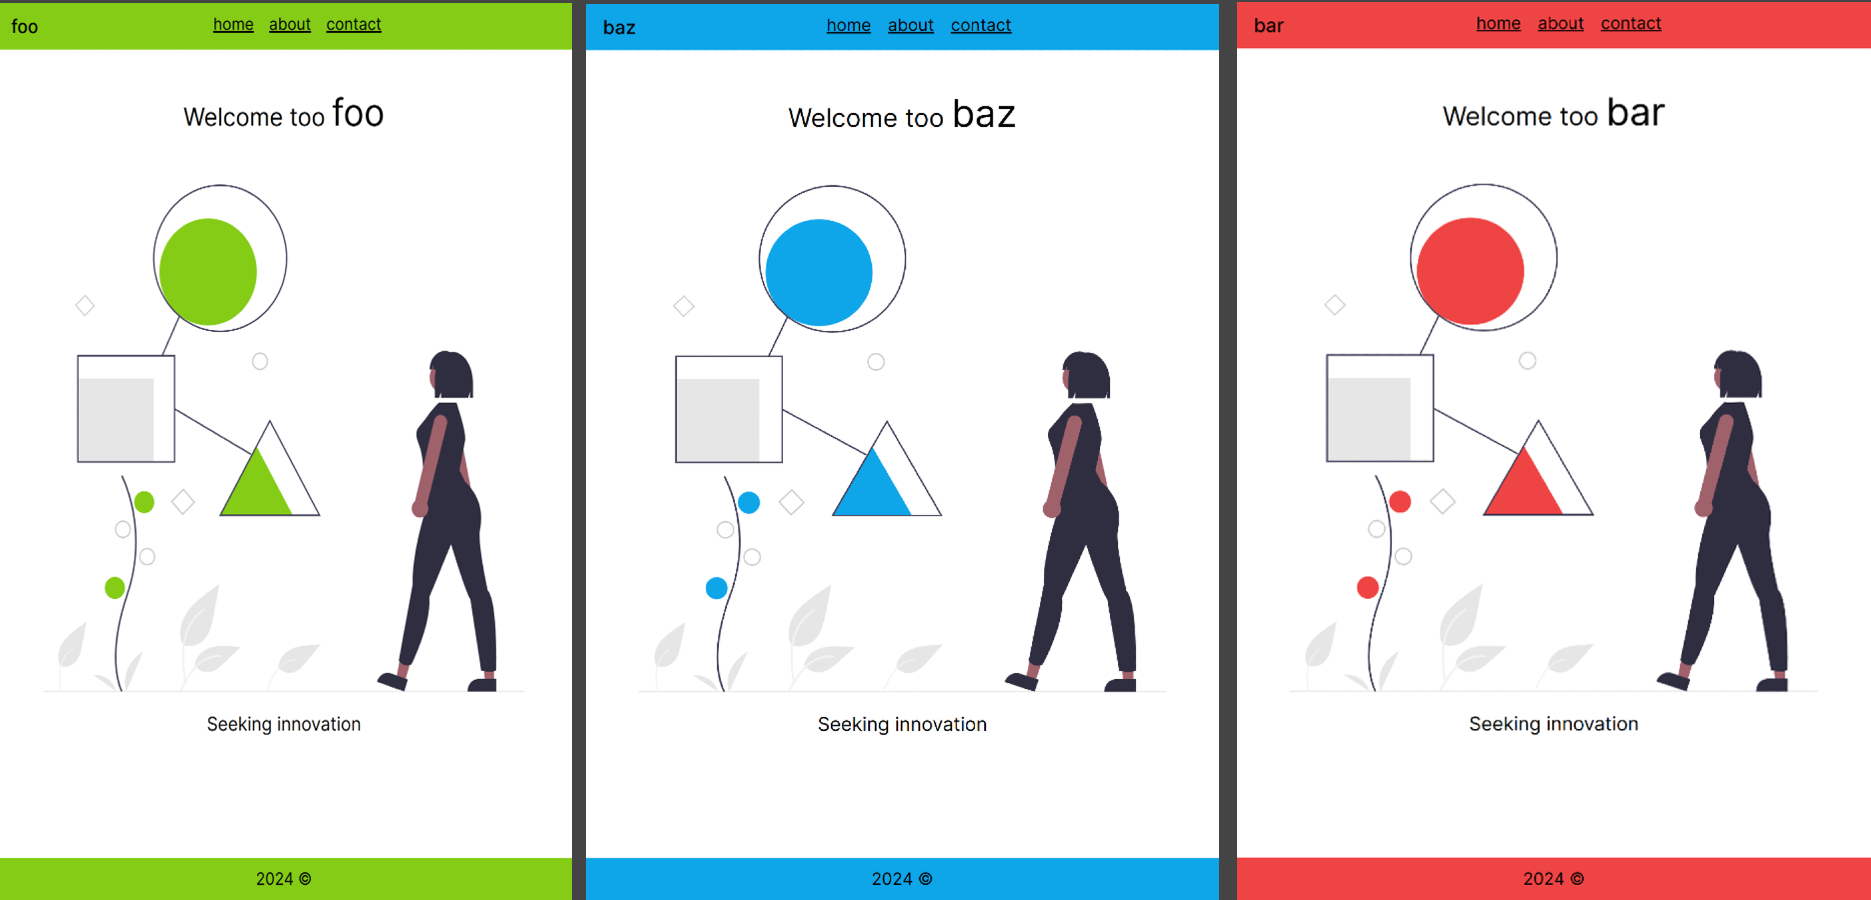 foo
home about contact
Welcome too foo
Seeking innovation
2024 ©
baz
home about contact
Welcome too baz
Seeking innovation
2024 ©
bar
home about contact
Welcome too bar
Seeking innovation
2024 ©